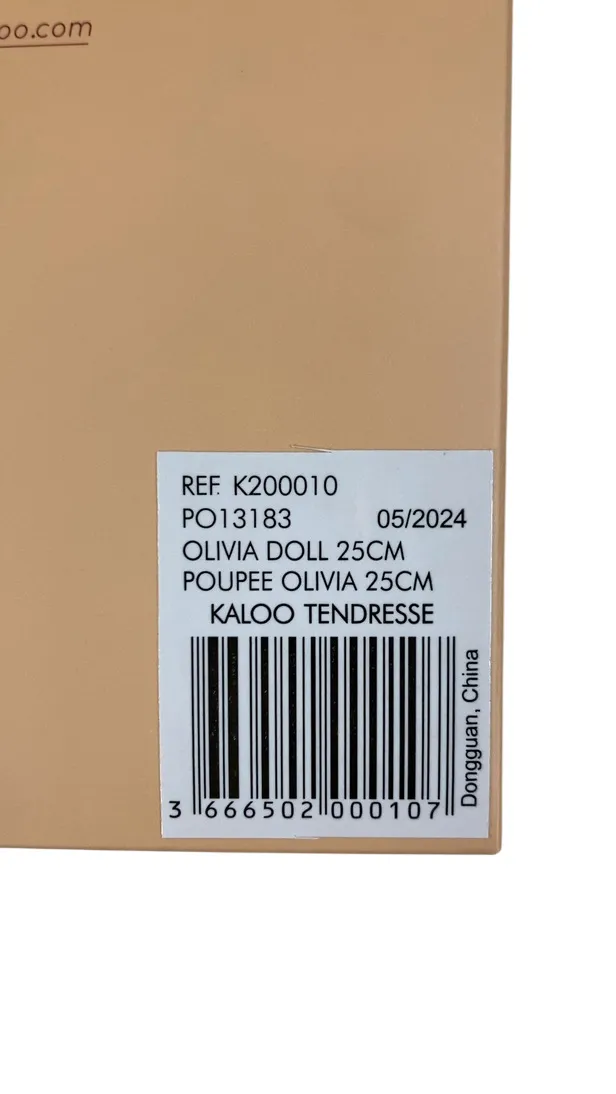 oo.com
REF. K200010
PO13183 05/2024
OLIVIA DOLL 25CM
POUPEE OLIVIA 25CM
KALOO TENDRESSE
3 666502 000107
Dongguan, China